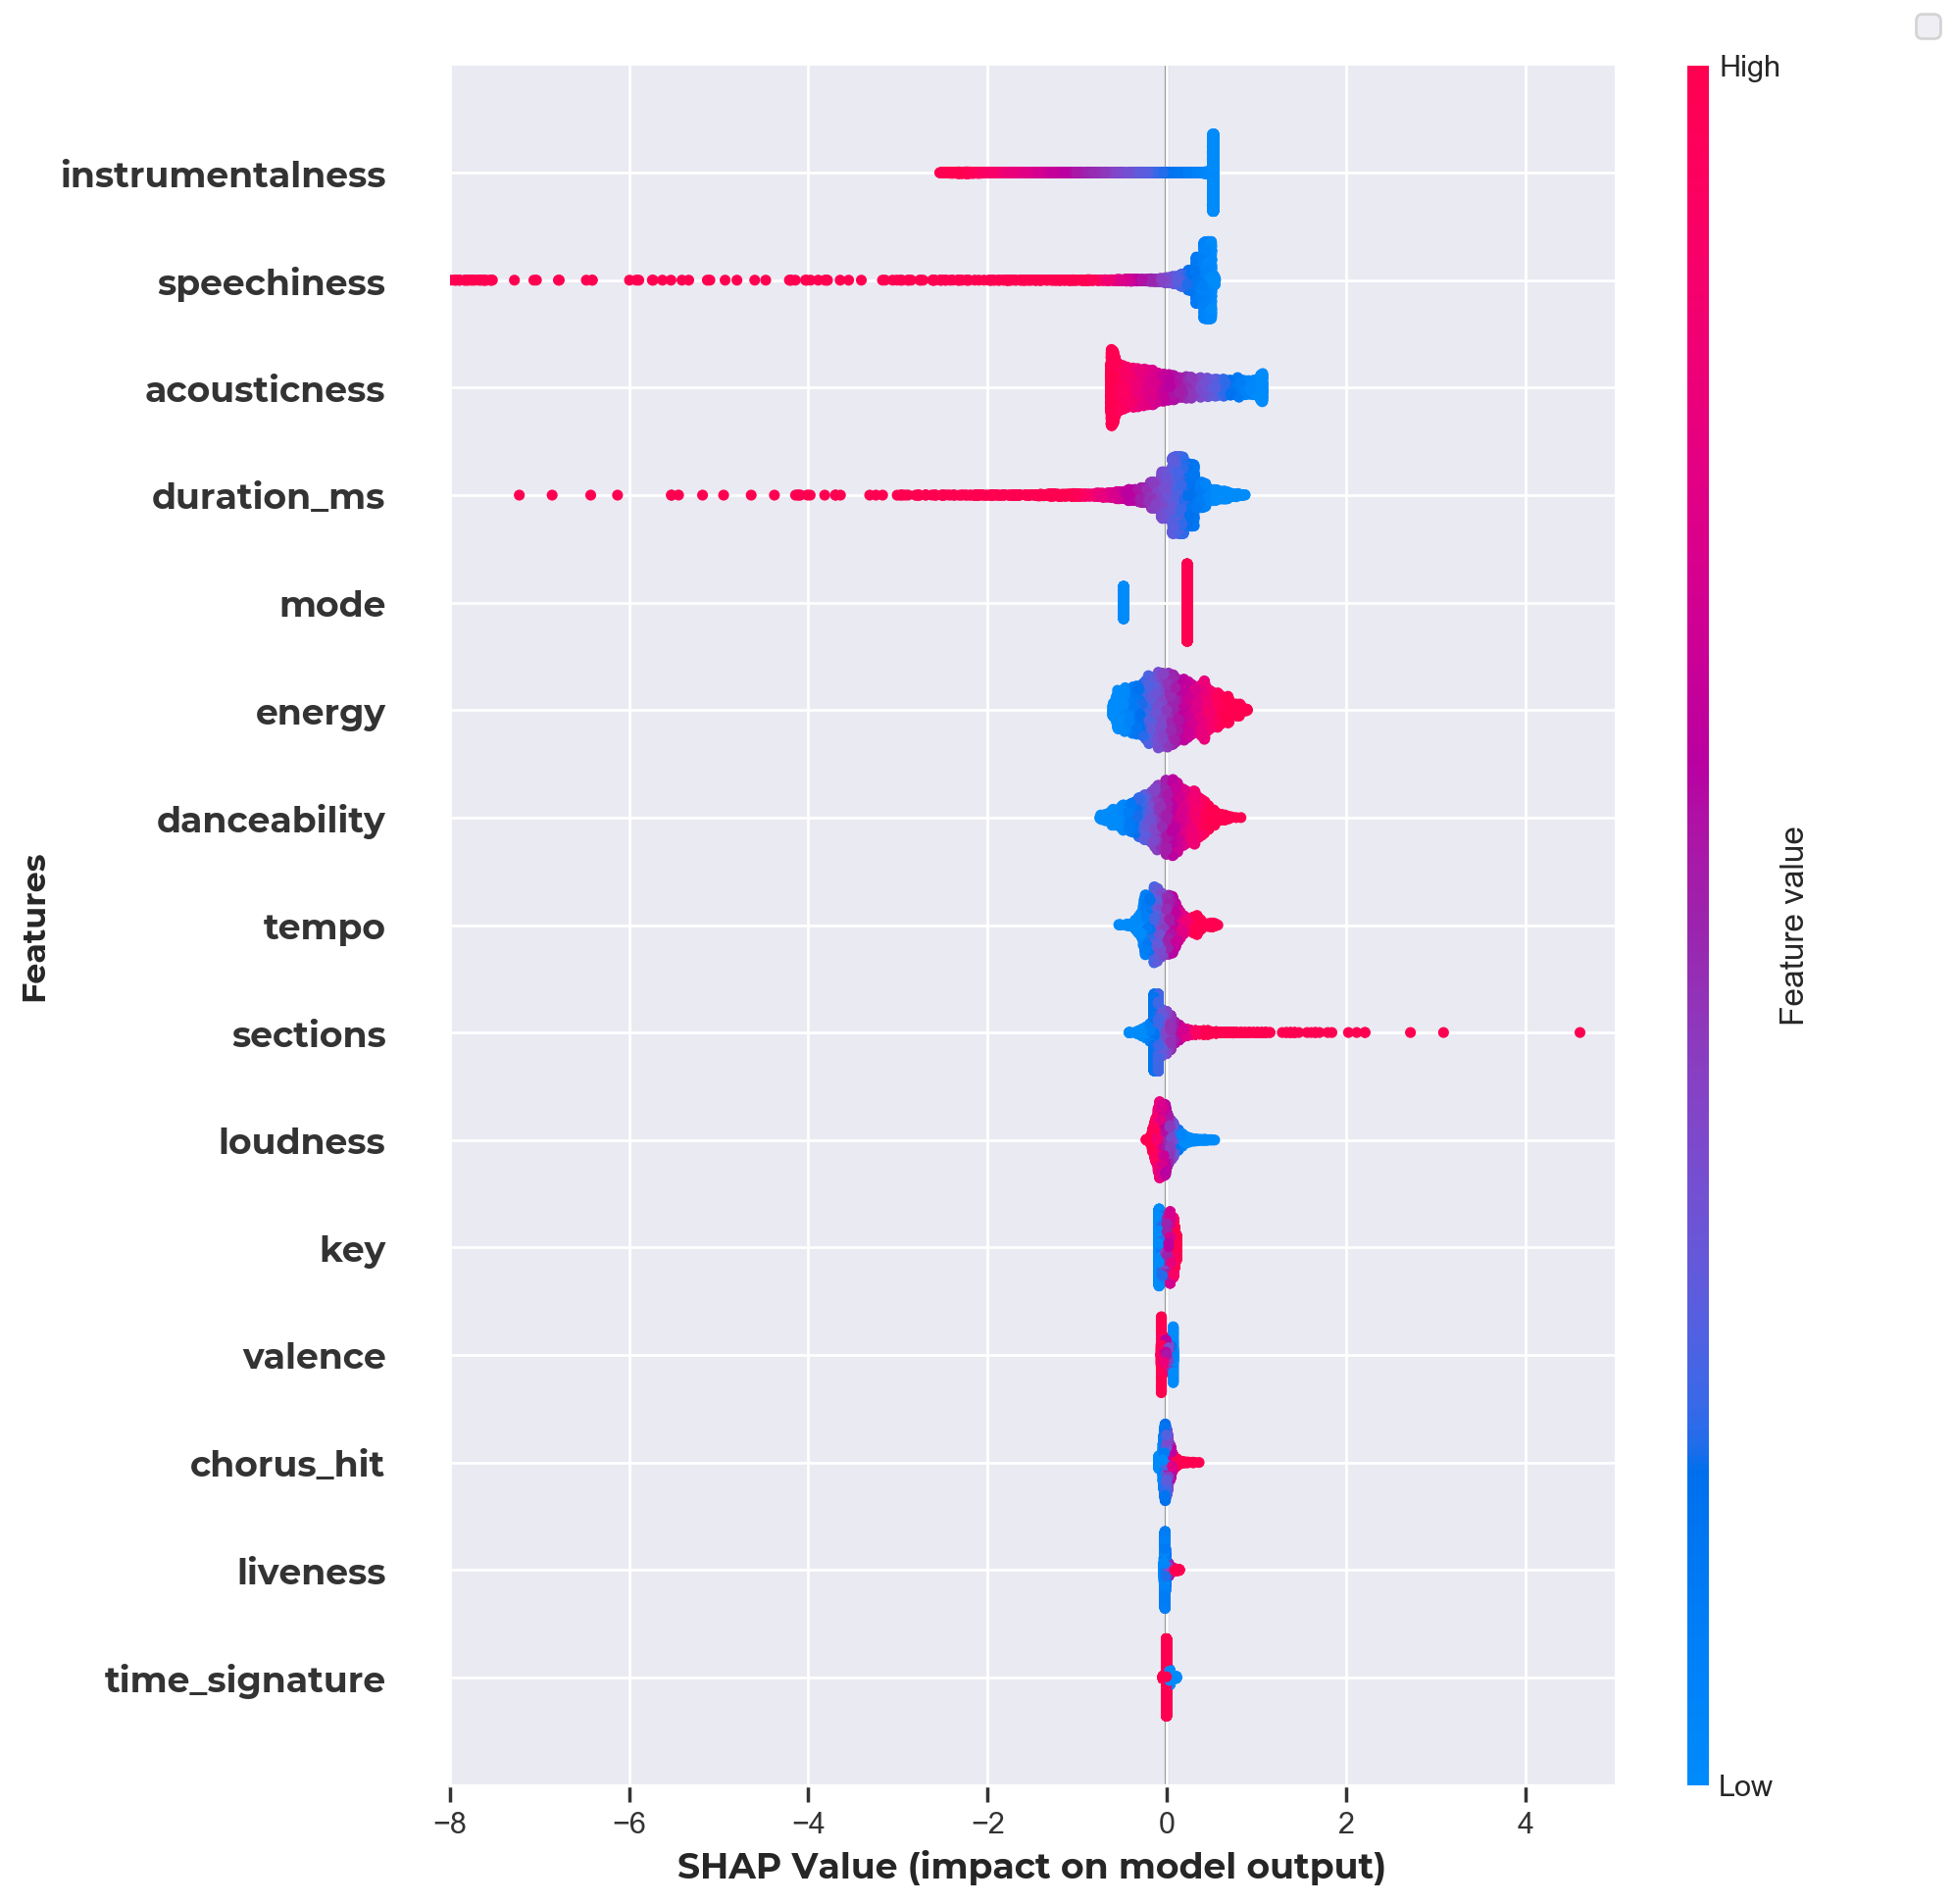 High
instrumentalness
speechiness
acousticness
duration_ms
mode
energy
danceability
tempo
sections
loudness
key
valence
chorus_hit
liveness
time_signature
Features
Feature value
Low
−8 −6 −4 −2 0 2 4
SHAP Value (impact on model output)